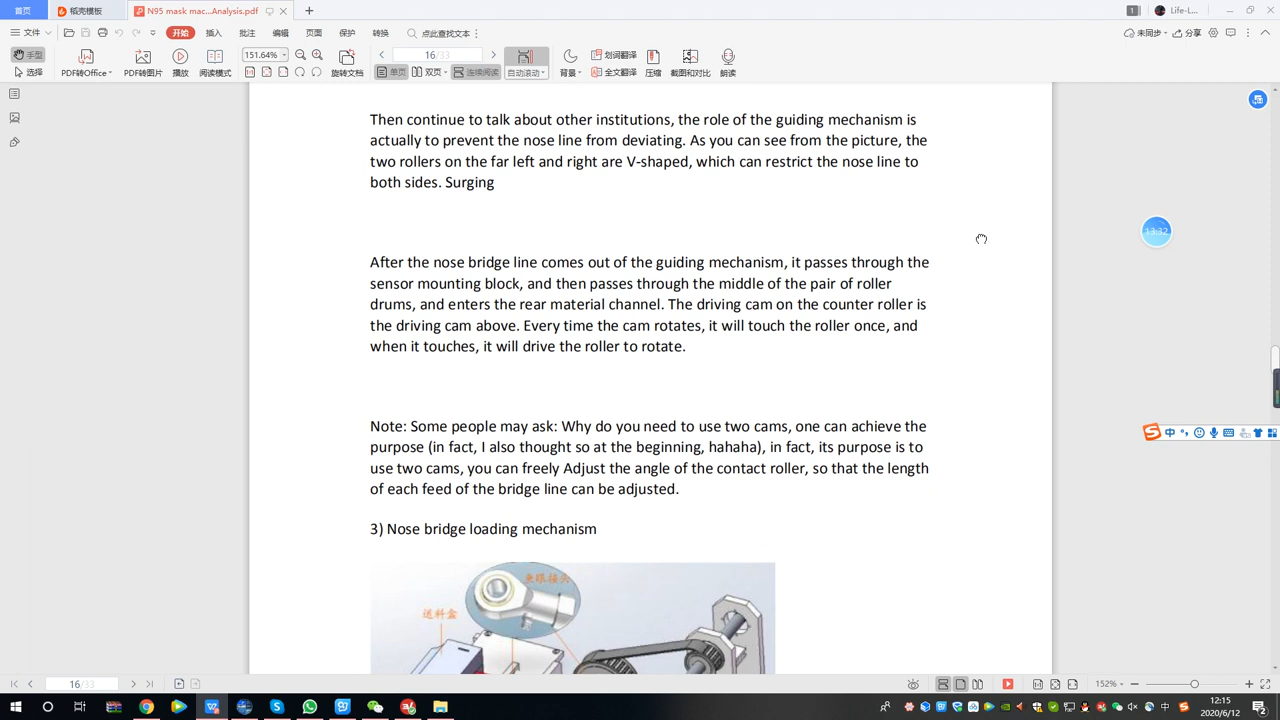 首页
稻壳模板
N95 mask mac...Analysis.pdf
1
Life-L...
文件
开始
插入
批注
编辑
页面
保护
转换
点此查找文本
未同步
分享
手型
选择
PDF转Office
PDF转图片
播放
阅读模式
151.64%
旋转文档
16/33
单页
双页
连续阅读
自动滚动
背景
划词翻译
全文翻译
压缩
截图和对比
朗读
Then continue to talk about other institutions, the role of the guiding mechanism is
actually to prevent the nose line from deviating. As you can see from the picture, the
two rollers on the far left and right are V-shaped, which can restrict the nose line to
both sides. Surging
13:32
After the nose bridge line comes out of the guiding mechanism, it passes through the
sensor mounting block, and then passes through the middle of the pair of roller
drums, and enters the rear material channel. The driving cam on the counter roller is
the driving cam above. Every time the cam rotates, it will touch the roller once, and
when it touches, it will drive the roller to rotate.
Note: Some people may ask: Why do you need to use two cams, one can achieve the
purpose (in fact, I also thought so at the beginning, hahaha), in fact, its purpose is to
use two cams, you can freely Adjust the angle of the contact roller, so that the length
of each feed of the bridge line can be adjusted.
中
3) Nose bridge loading mechanism
鱼眼接头
送料盒
16/33
152%
中
12:15
2020/6/12
2